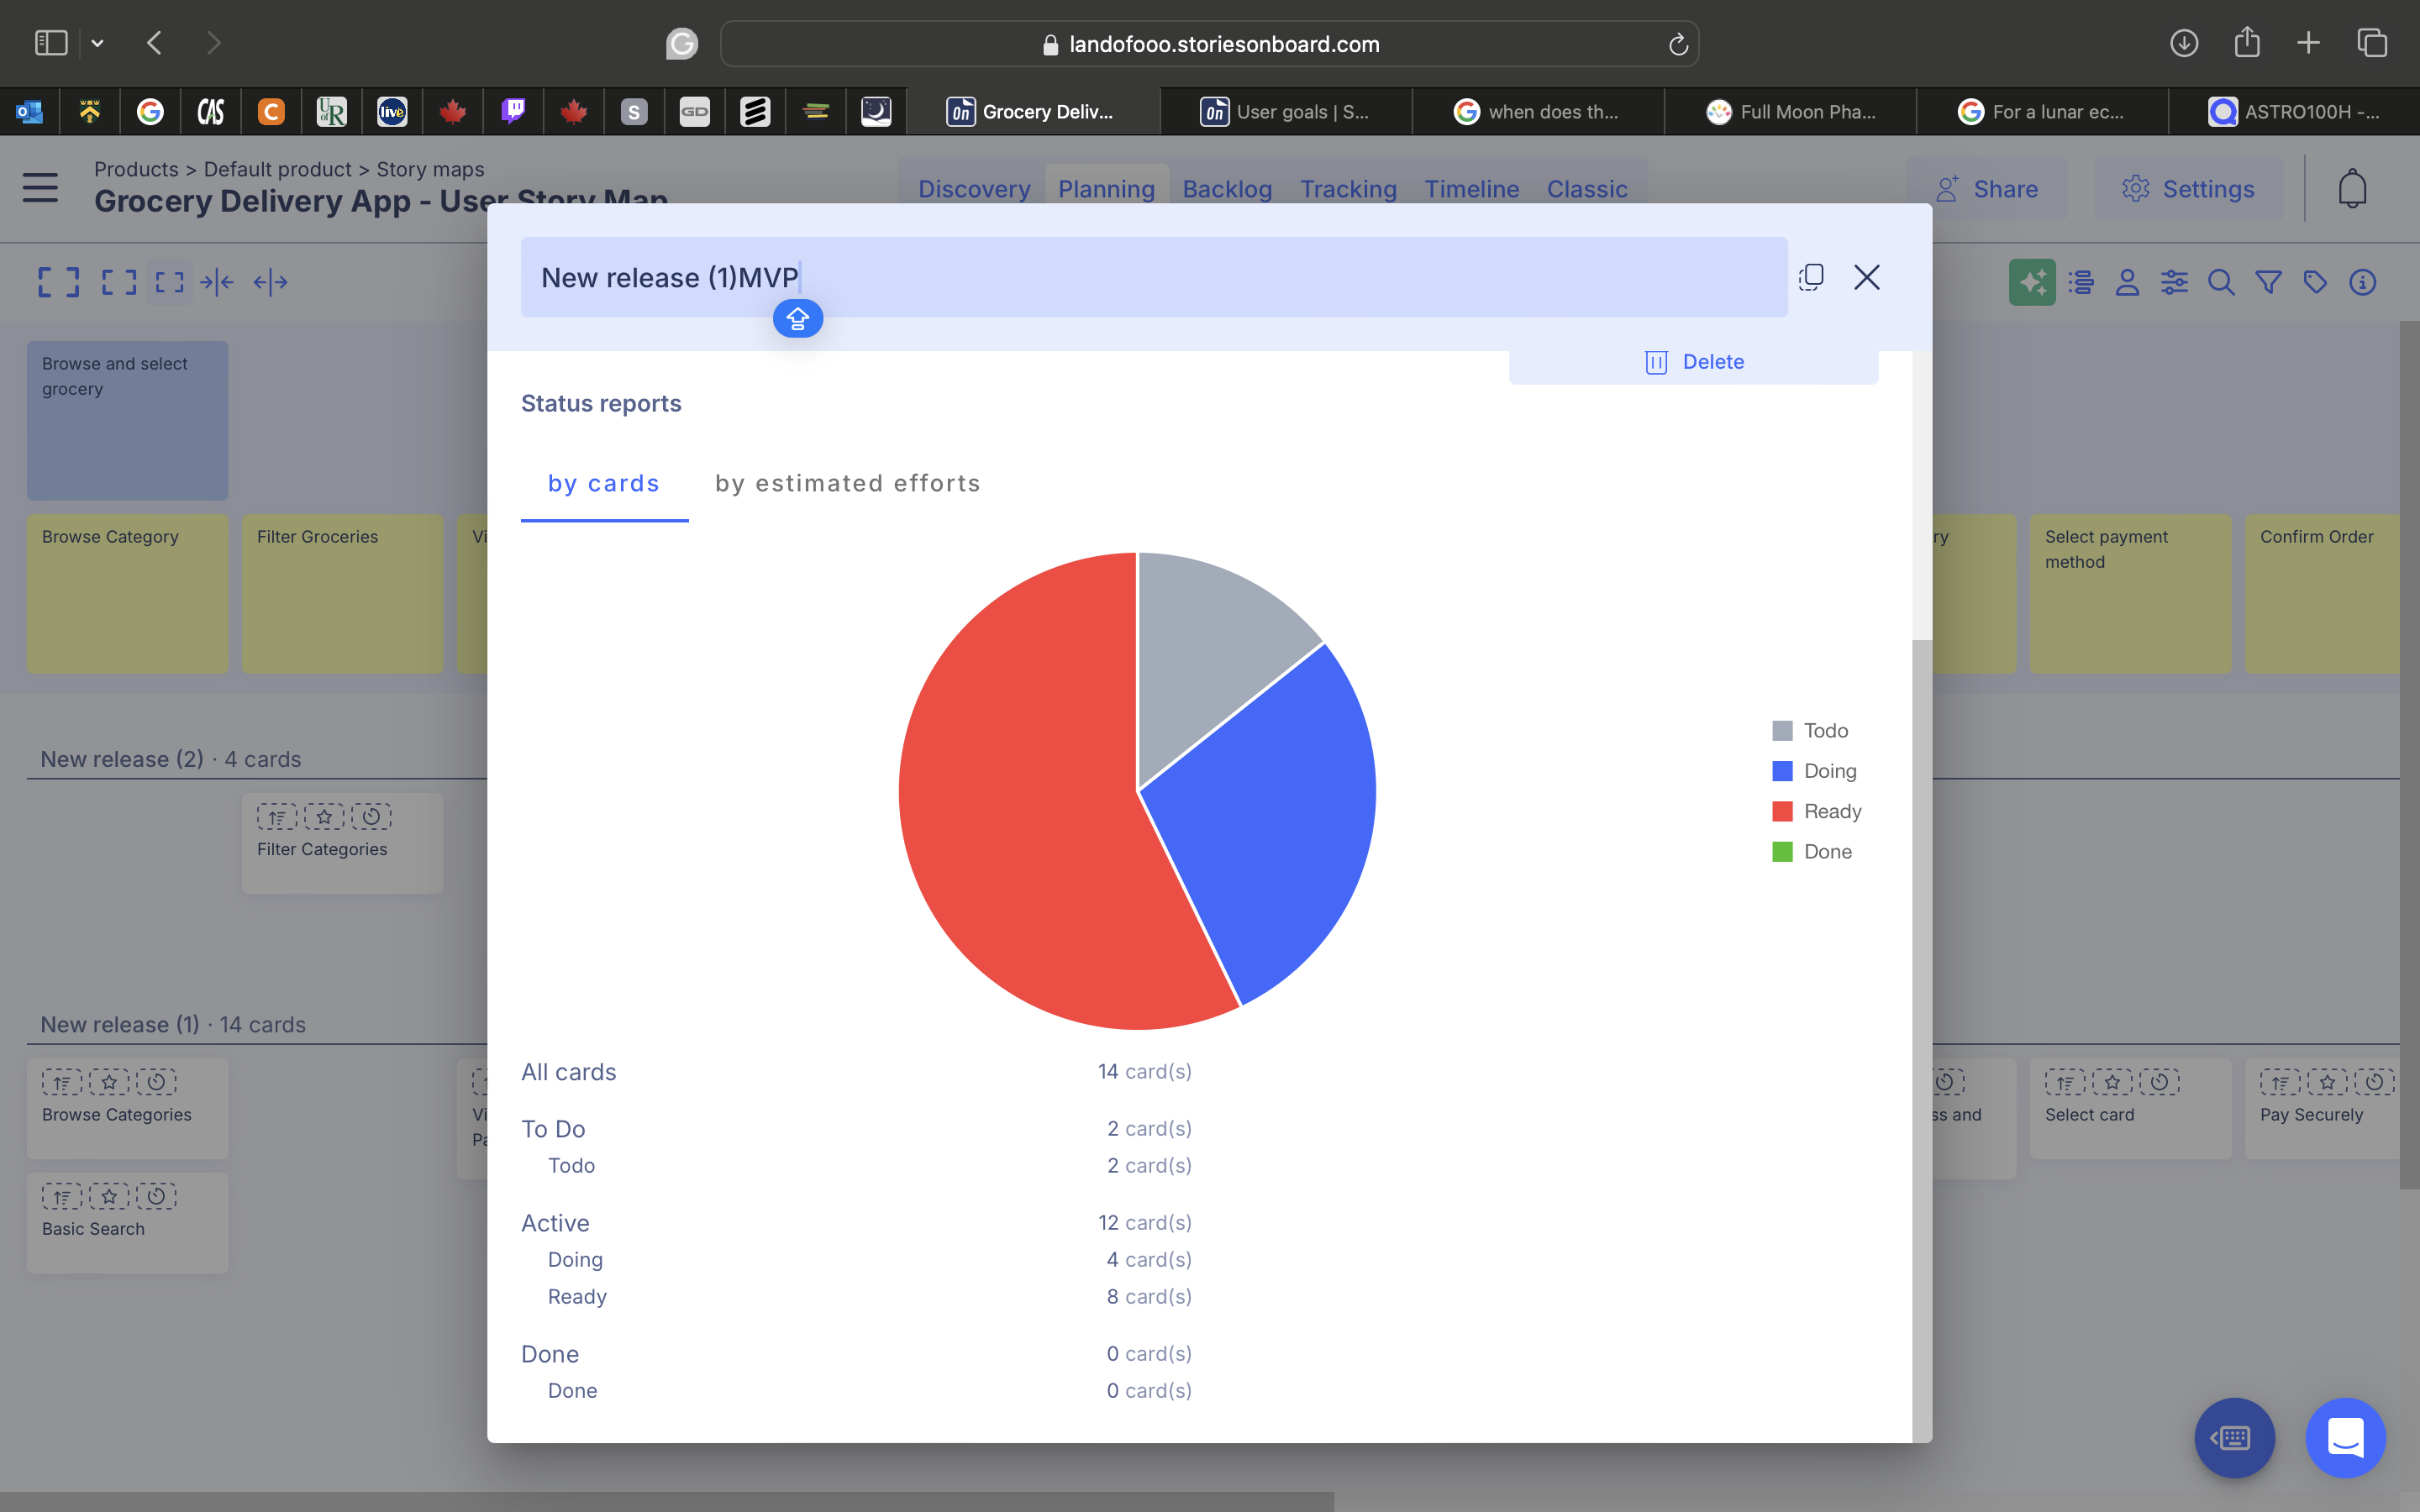 landofooo.storiesonboard.com
Grocery Deliv...
User goals | S...
when does th...
Full Moon Pha...
For a lunar ec...
ASTRO100H -...
CAS
C
UofR
live
S
GD
Products > Default product > Story maps
Grocery Delivery App - User Story Map
Discovery
Planning
Backlog
Tracking
Timeline
Classic
Share
Settings
New release (1)MVP
Delete
Status reports
by cards
by estimated efforts
Todo
Doing
Ready
Done
All cards 14 card(s)
To Do 2 card(s)
Todo 2 card(s)
Active 12 card(s)
Doing 4 card(s)
Ready 8 card(s)
Done 0 card(s)
Done 0 card(s)
Browse and select
grocery
Browse Category
Filter Groceries
Vi
ry
Select payment
method
Confirm Order
New release (2) · 4 cards
Filter Categories
New release (1) · 14 cards
Browse Categories
Vi
Pa
ss and
Select card
Pay Securely
Basic Search